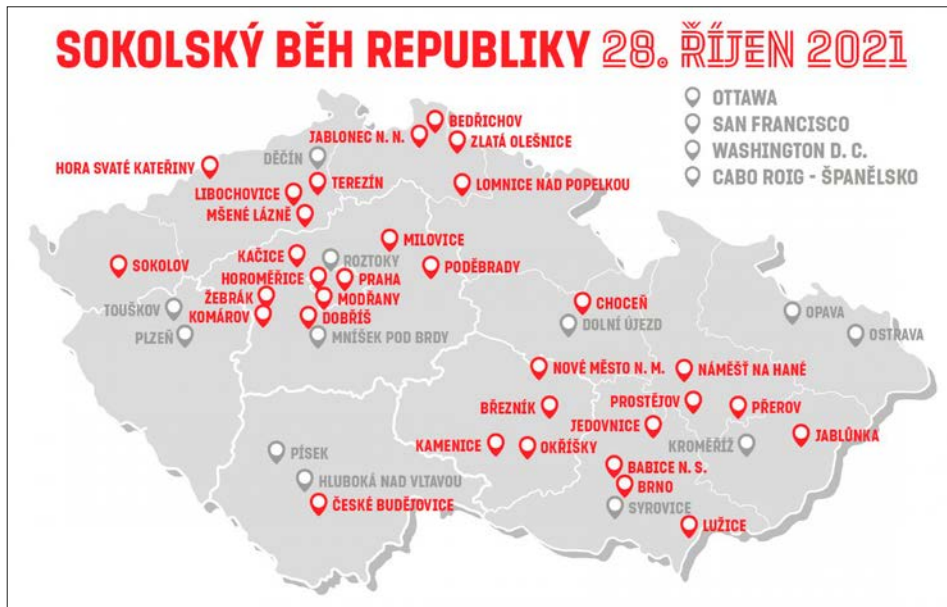 SOKOLSKÝ BĚH REPUBLIKY 28. ŘÍJEN 2021
OTTAWA
SAN FRANCISCO
WASHINGTON D. C.
CABO ROIG - ŠPANĚLSKO
BEDŘICHOV
JABLONEC N. N.
ZLATÁ OLEŠNICE
DĚČÍN
HORA SVATÉ KATEŘINY
TEREZÍN
LOMNICE NAD POPELKOU
LIBOCHOVICE
MŠENÉ LÁZNĚ
MILOVICE
KAČICE
ROZTOKY
SOKOLOV
PODĚBRADY
HOROMĚŘICE
PRAHA
ŽEBRÁK
MODŘANY
CHOCEŇ
TOUŠKOV
KOMÁROV
DOBŘÍŠ
OPAVA
DOLNÍ ÚJEZD
PLZEŇ
MNÍŠEK POD BRDY
OSTRAVA
NOVÉ MĚSTO N. M.
NÁMĚŠŤ NA HANÉ
PROSTĚJOV
BŘEZNÍK
PŘEROV
JEDOVNICE
JABLŮNKA
KAMENICE
OKŘÍŠKY
KROMĚŘÍŽ
PÍSEK
BABICE N. S.
HLUBOKÁ NAD VLTAVOU
BRNO
ČESKÉ BUDĚJOVICE
SYROVICE
LUŽICE